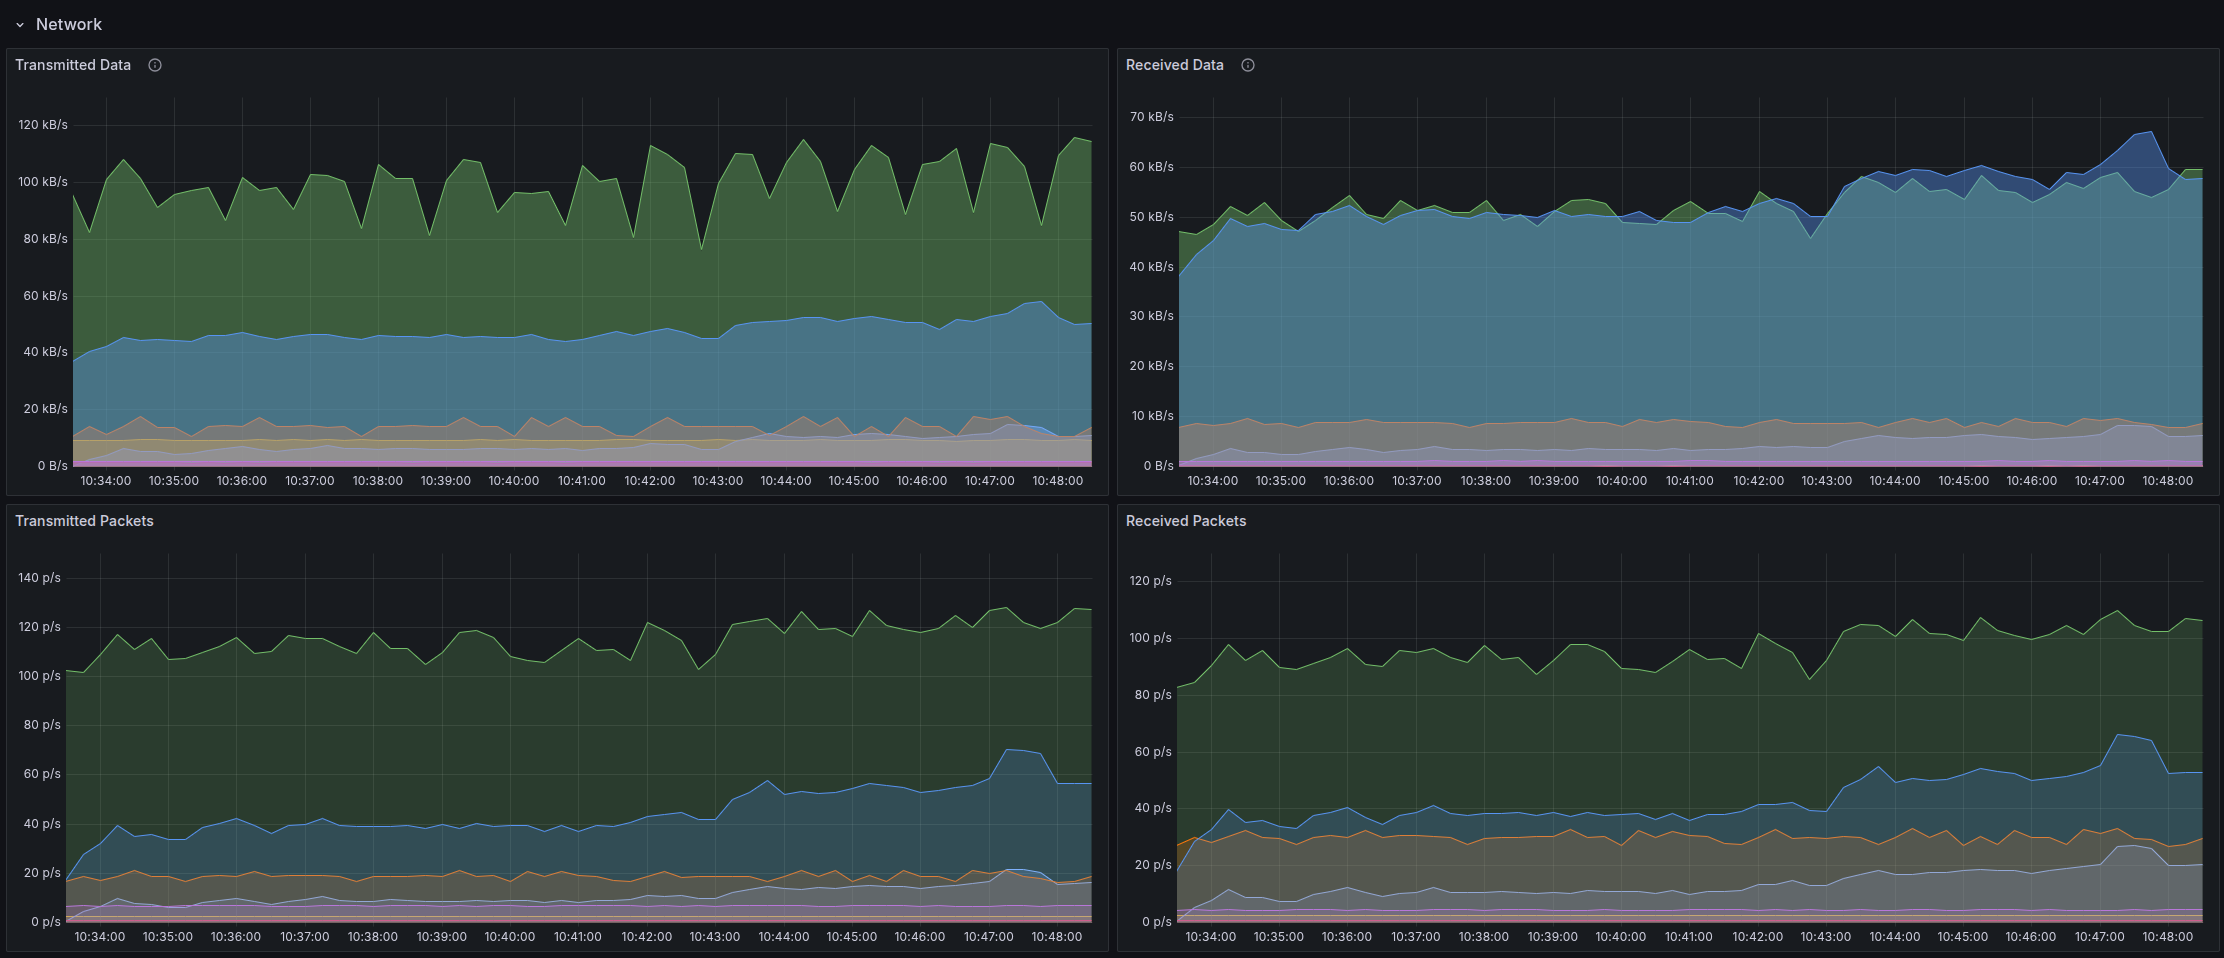 Network
Transmitted Data
120 kB/s
100 kB/s
80 kB/s
60 kB/s
40 kB/s
20 kB/s
0 B/s
10:34:00 10:35:00 10:36:00 10:37:00 10:38:00 10:39:00 10:40:00 10:41:00 10:42:00 10:43:00 10:44:00 10:45:00 10:46:00 10:47:00 10:48:00
Received Data
70 kB/s
60 kB/s
50 kB/s
40 kB/s
30 kB/s
20 kB/s
10 kB/s
0 B/s
10:34:00 10:35:00 10:36:00 10:37:00 10:38:00 10:39:00 10:40:00 10:41:00 10:42:00 10:43:00 10:44:00 10:45:00 10:46:00 10:47:00 10:48:00
Transmitted Packets
140 p/s
120 p/s
100 p/s
80 p/s
60 p/s
40 p/s
20 p/s
0 p/s
10:34:00 10:35:00 10:36:00 10:37:00 10:38:00 10:39:00 10:40:00 10:41:00 10:42:00 10:43:00 10:44:00 10:45:00 10:46:00 10:47:00 10:48:00
Received Packets
120 p/s
100 p/s
80 p/s
60 p/s
40 p/s
20 p/s
0 p/s
10:34:00 10:35:00 10:36:00 10:37:00 10:38:00 10:39:00 10:40:00 10:41:00 10:42:00 10:43:00 10:44:00 10:45:00 10:46:00 10:47:00 10:48:00